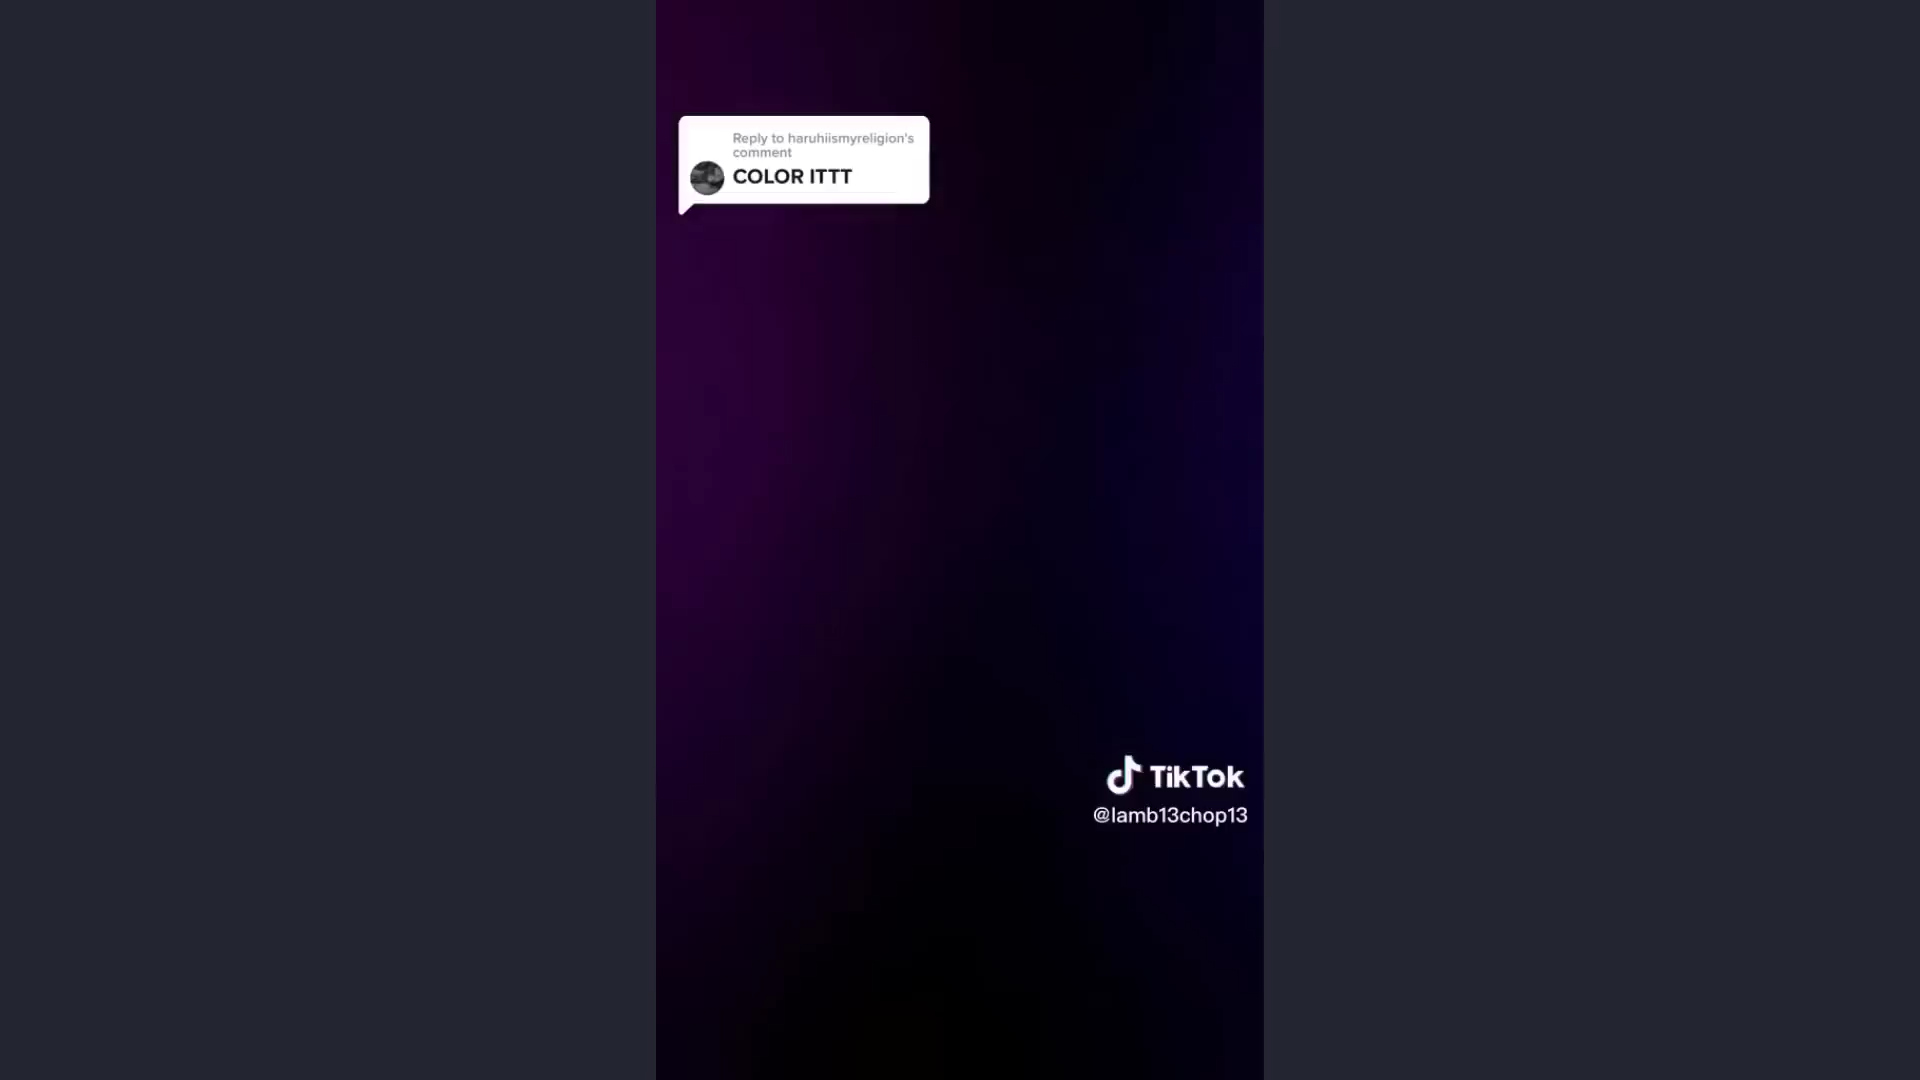 Reply to haruhiismyreligion's
comment
COLOR ITTT
TikTok
@lamb13chop13